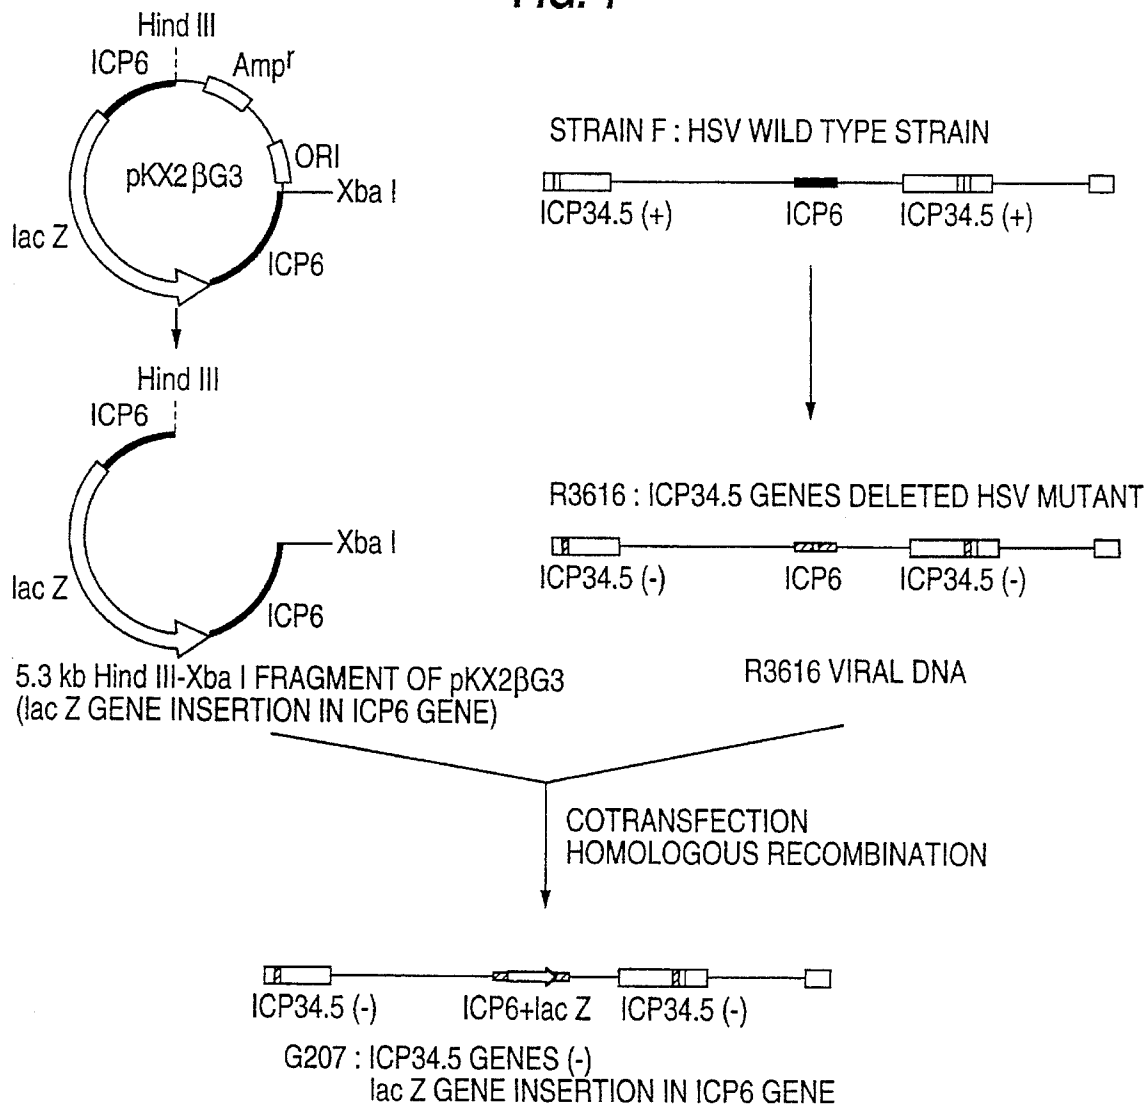 FIG. 1
Hind III
ICP6
Ampr
ORI
pKX2βG3
Xba I
lac Z
ICP6
Hind III
ICP6
Xba I
lac Z
ICP6
5.3 kb Hind III-Xba I FRAGMENT OF pKX2βG3
(lac Z GENE INSERTION IN ICP6 GENE)
STRAIN F : HSV WILD TYPE STRAIN
ICP34.5 (+) ICP6 ICP34.5 (+)
R3616 : ICP34.5 GENES DELETED HSV MUTANT
ICP34.5 (-) ICP6 ICP34.5 (-)
R3616 VIRAL DNA
COTRANSFECTION
HOMOLOGOUS RECOMBINATION
ICP34.5 (-) ICP6+lac Z ICP34.5 (-)
G207 : ICP34.5 GENES (-)
lac Z GENE INSERTION IN ICP6 GENE